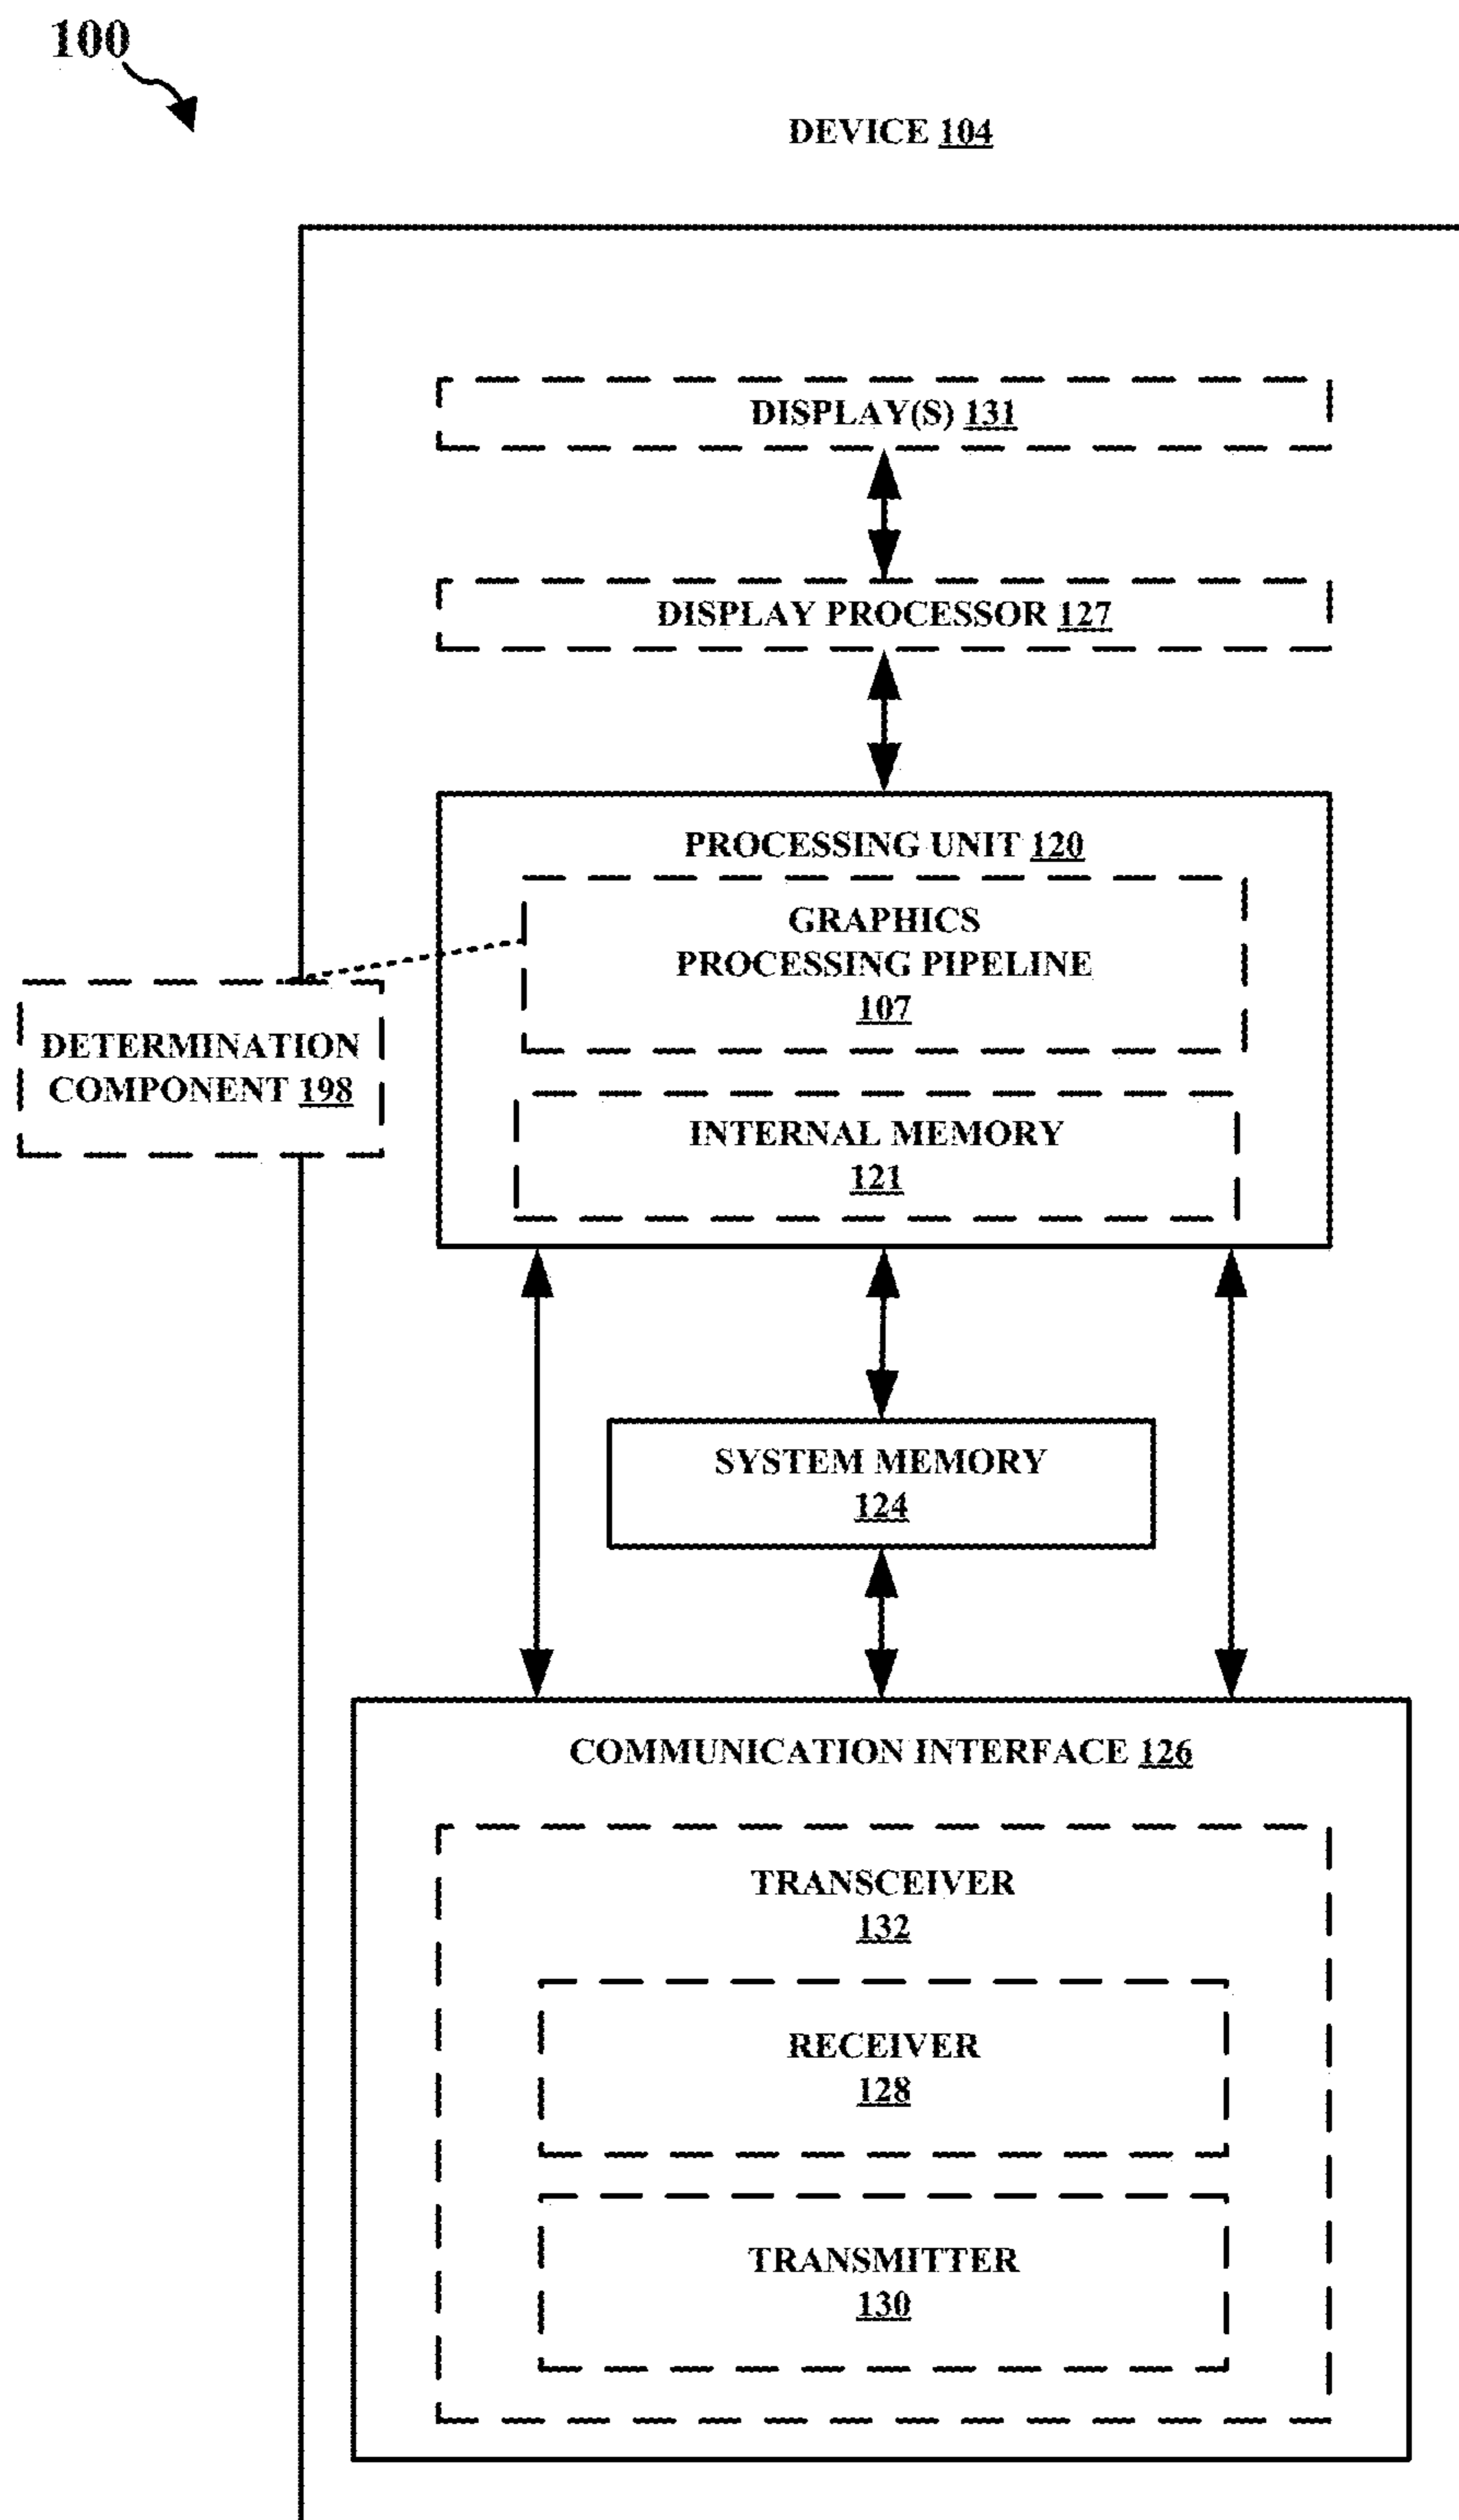 100
DEVICE 104
DISPLAY(S) 131
DISPLAY PROCESSOR 127
PROCESSING UNIT 120
GRAPHICS
PROCESSING PIPELINE
107
DETERMINATION
COMPONENT 198
INTERNAL MEMORY
121
SYSTEM MEMORY
124
COMMUNICATION INTERFACE 126
TRANSCEIVER
132
RECEIVER
128
TRANSMITTER
130